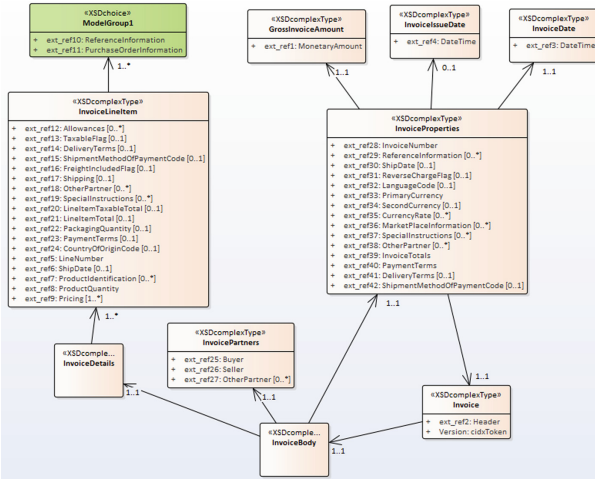 «XSDchoice»
ModelGroup1
+ ext_ref10: ReferenceInformation
+ ext_ref11: PurchaseOrderInformation
1..*
«XSDcomplexType»
GrossInvoiceAmount
+ ext_ref1: MonetaryAmount
1..1
«XSDcomplexType»
InvoiceIssueDate
+ ext_ref4: DateTime
0..1
«XSDcomplexType»
InvoiceDate
+ ext_ref3: DateTime
1..1
«XSDcomplexType»
InvoiceLineItem
+ ext_ref12: Allowances [0..*]
+ ext_ref13: TaxableFlag [0..1]
+ ext_ref14: DeliveryTerms [0..1]
+ ext_ref15: ShipmentMethodOfPaymentCode [0..1]
+ ext_ref16: FreightIncludedFlag [0..1]
+ ext_ref17: Shipping [0..1]
+ ext_ref18: OtherPartner [0..*]
+ ext_ref19: SpecialInstructions [0..*]
+ ext_ref20: LineItemTaxableTotal [0..1]
+ ext_ref21: LineItemTotal [0..1]
+ ext_ref22: PackagingQuantity [0..1]
+ ext_ref23: PaymentTerms [0..1]
+ ext_ref24: CountryOfOriginCode [0..1]
+ ext_ref5: LineNumber
+ ext_ref6: ShipDate [0..1]
+ ext_ref7: ProductIdentification [0..*]
+ ext_ref8: ProductQuantity
+ ext_ref9: Pricing [1..*]
1..*
«XSDcomplexType»
InvoiceProperties
+ ext_ref28: InvoiceNumber
+ ext_ref29: ReferenceInformation [0..*]
+ ext_ref30: ShipDate [0..1]
+ ext_ref31: ReverseChargeFlag [0..1]
+ ext_ref32: LanguageCode [0..1]
+ ext_ref33: PrimaryCurrency
+ ext_ref34: SecondCurrency [0..1]
+ ext_ref35: CurrencyRate [0..*]
+ ext_ref36: MarketPlaceInformation [0..1]
+ ext_ref37: SpecialInstructions [0..*]
+ ext_ref38: OtherPartner [0..*]
+ ext_ref39: InvoiceTotals
+ ext_ref40: PaymentTerms
+ ext_ref41: DeliveryTerms [0..1]
+ ext_ref42: ShipmentMethodOfPaymentCode [0..1]
1..1
«XSDcomple...
InvoiceDetails
1..1
«XSDcomplexType»
InvoicePartners
+ ext_ref25: Buyer
+ ext_ref26: Seller
+ ext_ref27: OtherPartner [0..*]
1..1
1..1
«XSDcomplexType»
Invoice
+ ext_ref2: Header
+ Version: cidxToken
«XSDcomple...
InvoiceBody
1..1